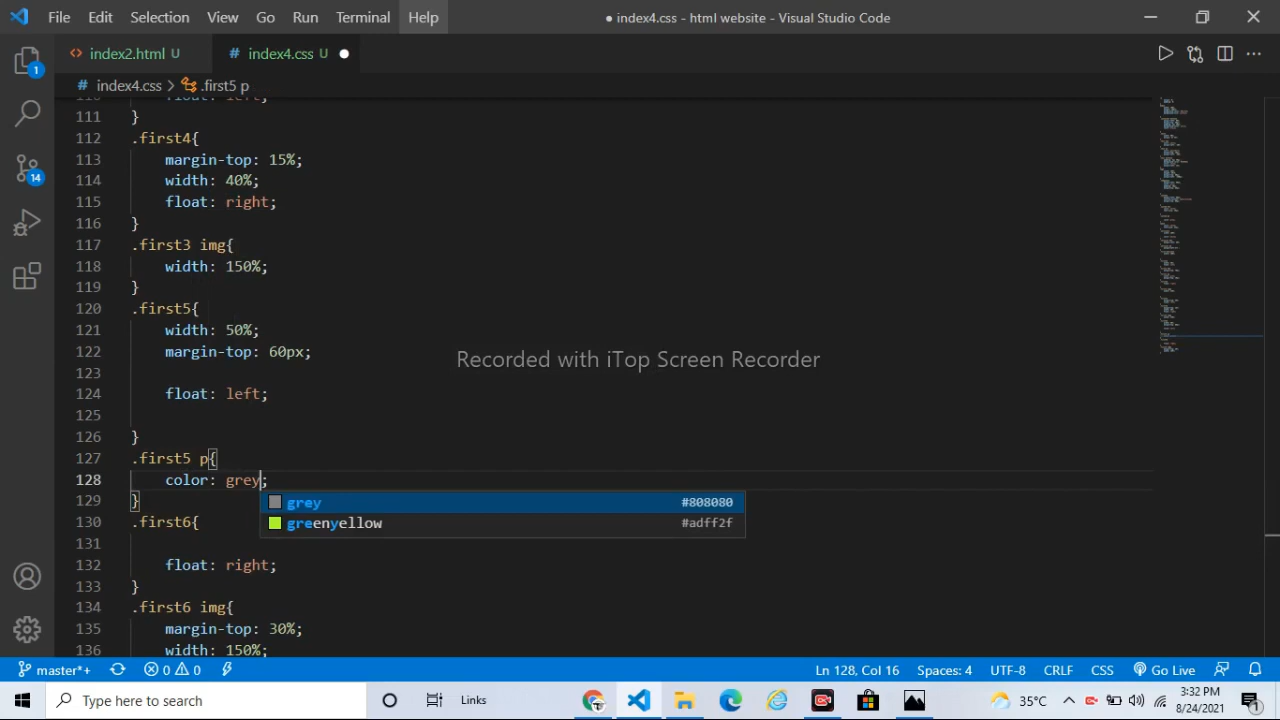 File Edit Selection View Go Run Terminal Help
● index4.css - html website - Visual Studio Code
<> index2.html U
# index4.css U ●
# index4.css > .first5 p
111 }
112 .first4{
113 margin-top: 15%;
114 width: 40%;
115 float: right;
116 }
117 .first3 img{
118 width: 150%;
119 }
120 .first5{
121 width: 50%;
122 margin-top: 60px;
123
124 float: left;
125
126 }
127 .first5 p{
128 color: grey;
129 }
130 .first6{
131
132 float: right;
133 }
134 .first6 img{
135 margin-top: 30%;
136 width: 150%;
grey #808080
greenyellow #adff2f
Recorded with iTop Screen Recorder
1
14
master*+ 0 0
Ln 128, Col 16 Spaces: 4 UTF-8 CRLF CSS Go Live
Type here to search
Links
35°C
3:32 PM
8/24/2021
1